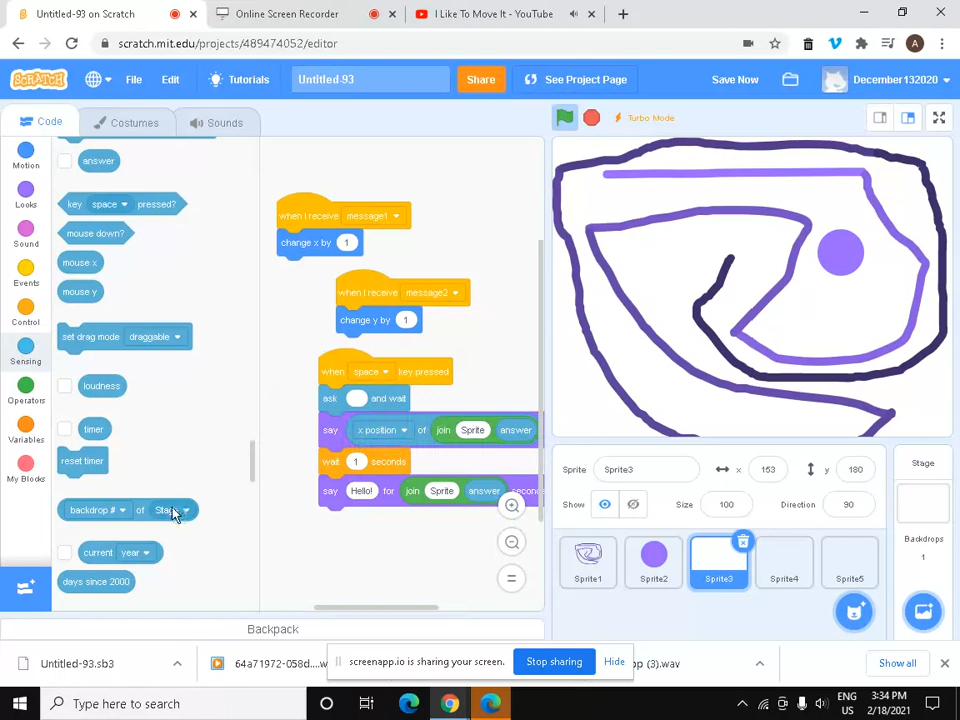 Untitled-93 on Scratch
Online Screen Recorder
I Like To Move It - YouTube
scratch.mit.edu/projects/489474052/editor
A
SCRATCH
File
Edit
Tutorials
Untitled-93
Share
See Project Page
Save Now
December132020
Code
Costumes
Sounds
Turbo Mode
Motion
Looks
Sound
Events
Control
Sensing
Operators
Variables
My Blocks
answer
key space pressed?
mouse down?
mouse x
mouse y
set drag mode draggable
loudness
timer
reset timer
backdrop # of
current year
days since 2000
when I receive message1
change x by 1
when I receive message2
change y by 1
when space key pressed
ask and wait
say x position of join Sprite answer
wait 1 seconds
say Hello! for join Sprite answer
Sprite Sprite3 x 153 y 180
Show Size 100 Direction 90
Sprite1
Sprite2
Sprite3
Sprite4
Sprite5
Stage
Backdrops
1
Backpack
Untitled-93.sb3
64a71972-058d....wa
screenapp.io is sharing your screen.
Stop sharing
Hide
(3).wav
Show all
Type here to search
ENG
US
3:34 PM
2/18/2021